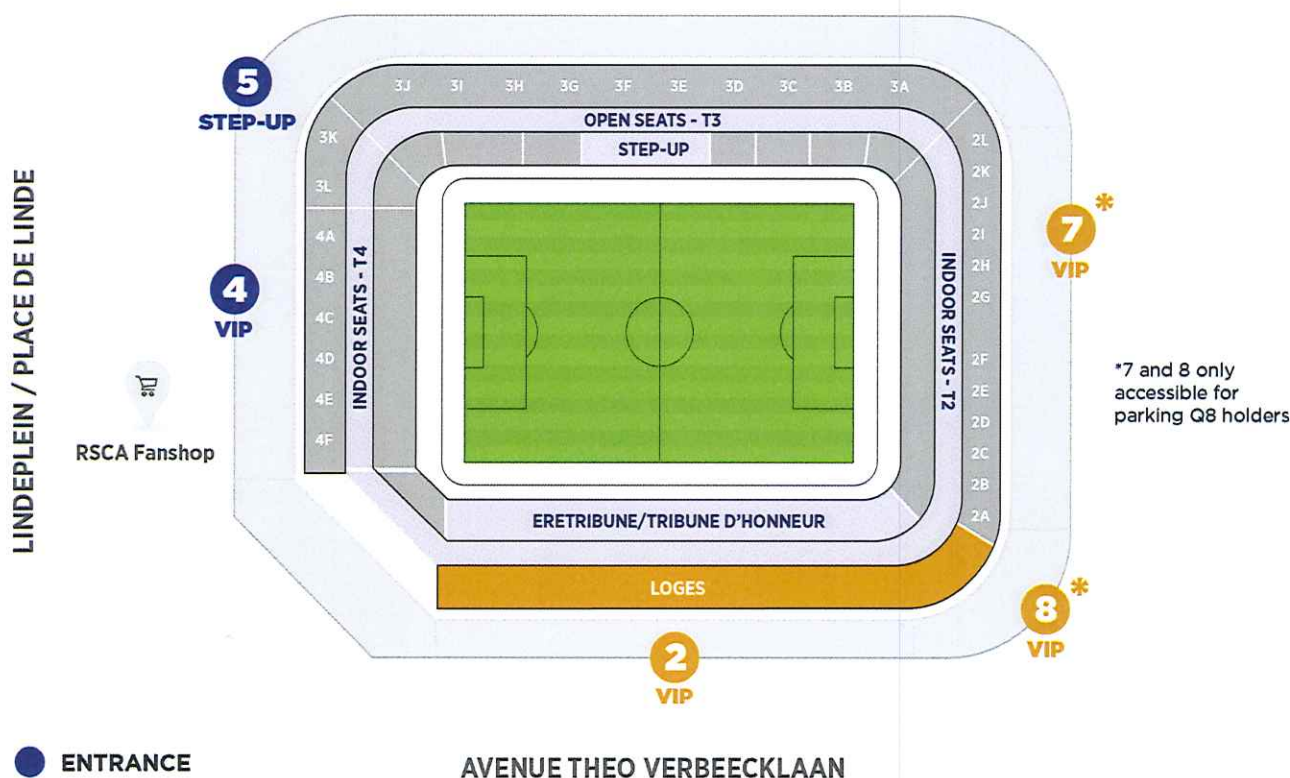 5
STEP-UP
3J 3I 3H 3G 3F 3E 3D 3C 3B 3A
OPEN SEATS - T3
STEP-UP
3K
3L
4A
4B
4C
4D
4E
4F
INDOOR SEATS - T4
2L
2K
2J
2I
2H
2G
2F
2E
2D
2C
2B
2A
INDOOR SEATS - T2
7*
VIP
4
VIP
LINDEPLEIN / PLACE DE LINDE
RSCA Fanshop
*7 and 8 only
accessible for
parking Q8 holders
ERETRIBUNE/TRIBUNE D'HONNEUR
LOGES
8*
VIP
2
VIP
ENTRANCE
AVENUE THEO VERBEECKLAAN